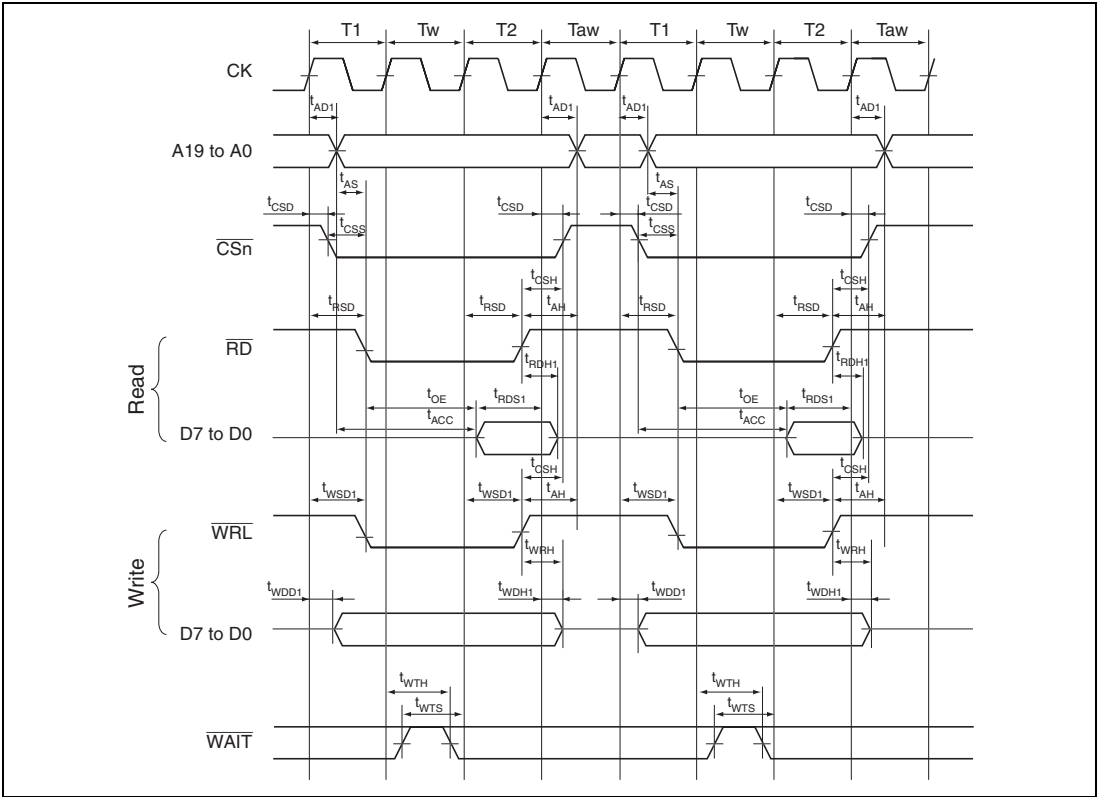 T1 Tw T2 Taw T1 Tw T2 Taw
CK
tAD1 tAD1 tAD1 tAD1
A19 to A0
tAS tAS
tCSD tCSD tCSD tCSD
tCSS tCSS
CSn
tCSH tCSH
tRSD tRSD tAH tRSD tRSD tAH
RD
tRDH1 tRDH1
Read
tOE tRDS1 tOE tRDS1
tACC tACC
D7 to D0
tCSH tCSH
tWSD1 tWSD1 tAH tWSD1 tWSD1 tAH
WRL
tWRH tWRH
Write
tWDD1 tWDH1 tWDD1 tWDH1
D7 to D0
tWTH tWTH
tWTS tWTS
WAIT